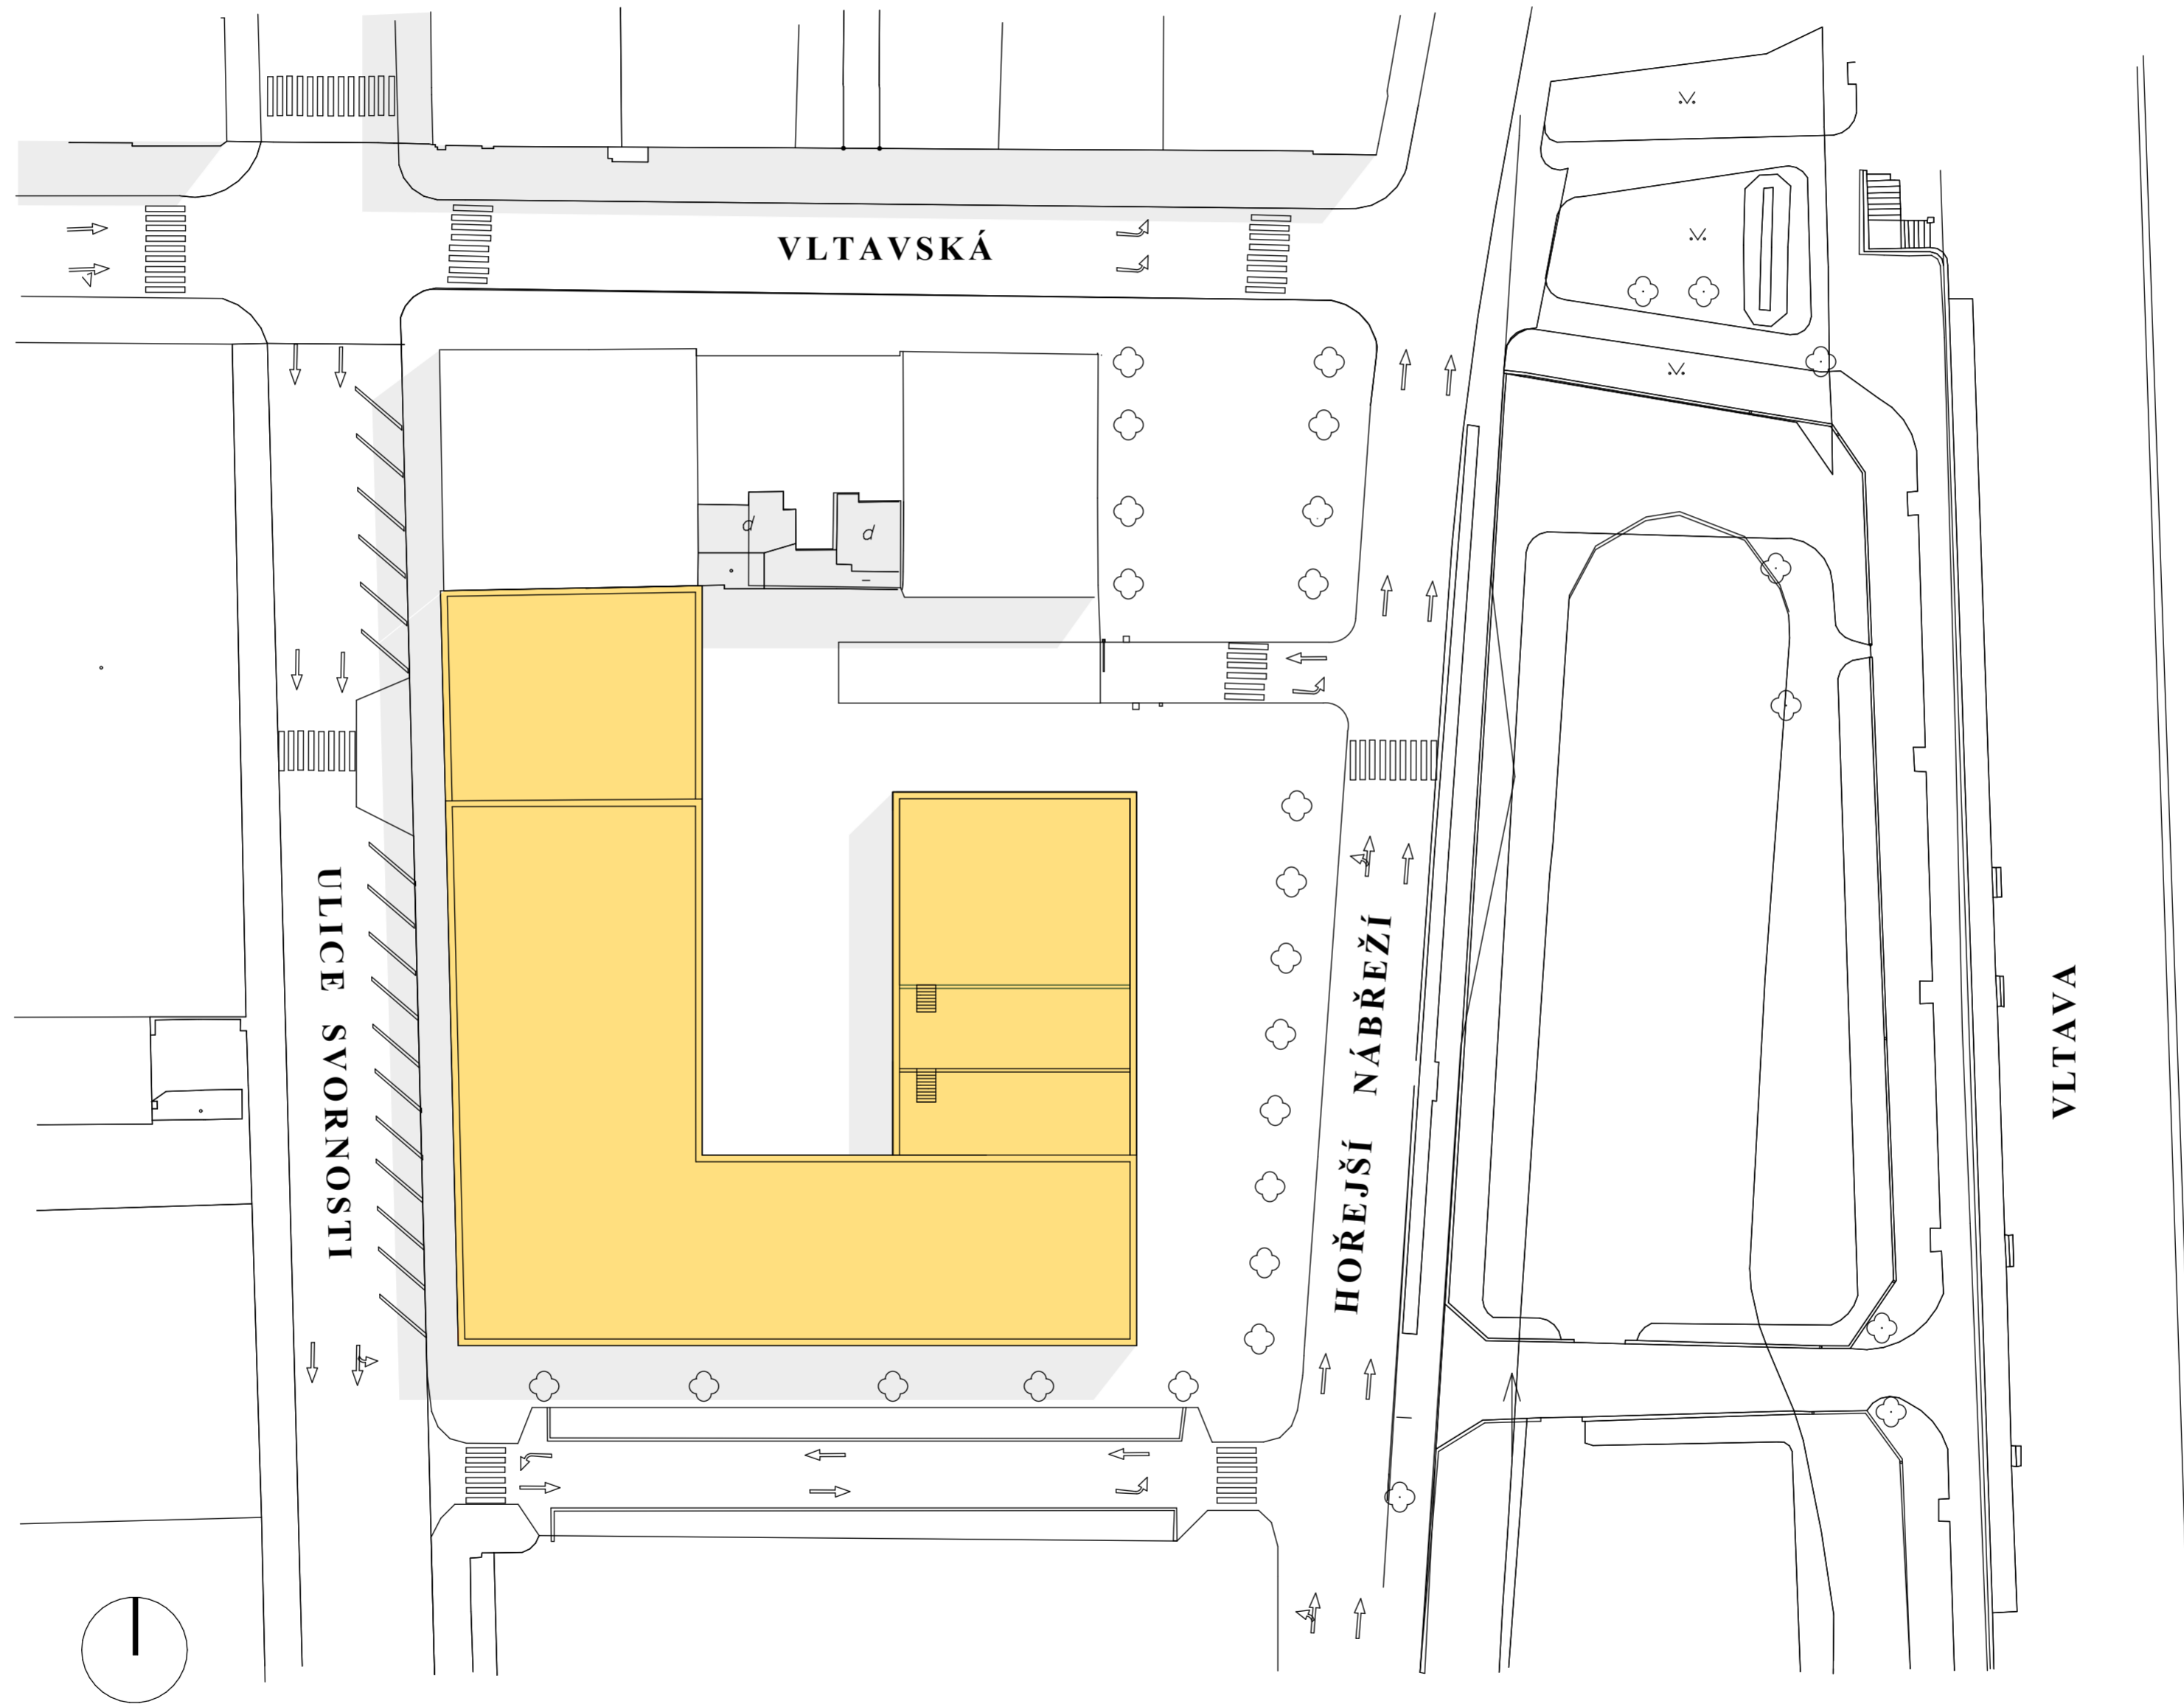 VLTAVSKÁ
d
d
ULICE SVORNOSTI
HOŘEJŠÍ NÁBŘEŽÍ
VLTAVA